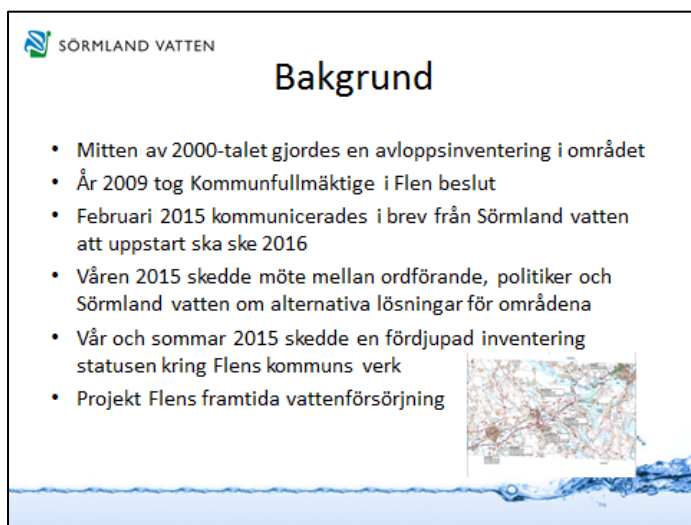 SÖRMLAND VATTEN
Bakgrund
• Mitten av 2000-talet gjordes en avloppsinventering i området
• År 2009 tog Kommunfullmäktige i Flen beslut
• Februari 2015 kommunicerades i brev från Sörmland vatten
att uppstart ska ske 2016
• Våren 2015 skedde möte mellan ordförande, politiker och
Sörmland vatten om alternativa lösningar för områdena
• Vår och sommar 2015 skedde en fördjupad inventering
statusen kring Flens kommuns verk
• Projekt Flens framtida vattenförsörjning